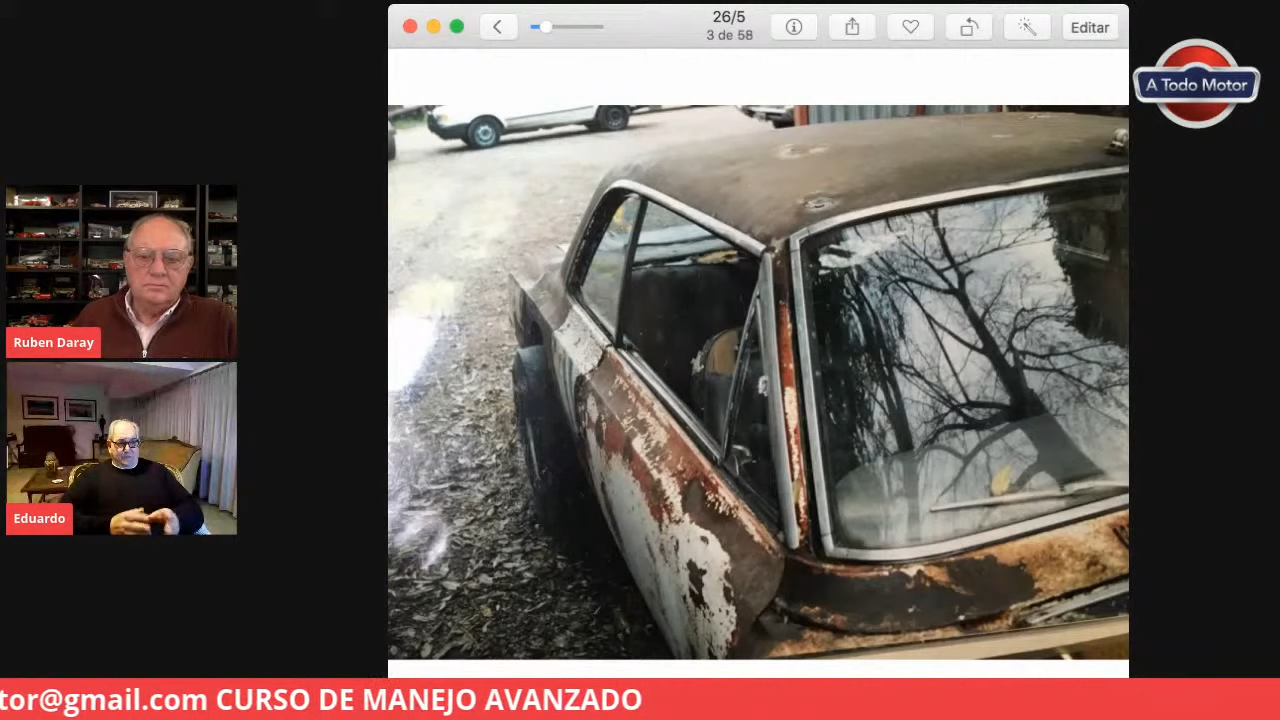 26/5
3 de 58
Editar
A Todo Motor
Ruben Daray
Eduardo
tor@gmail.com CURSO DE MANEJO AVANZADO